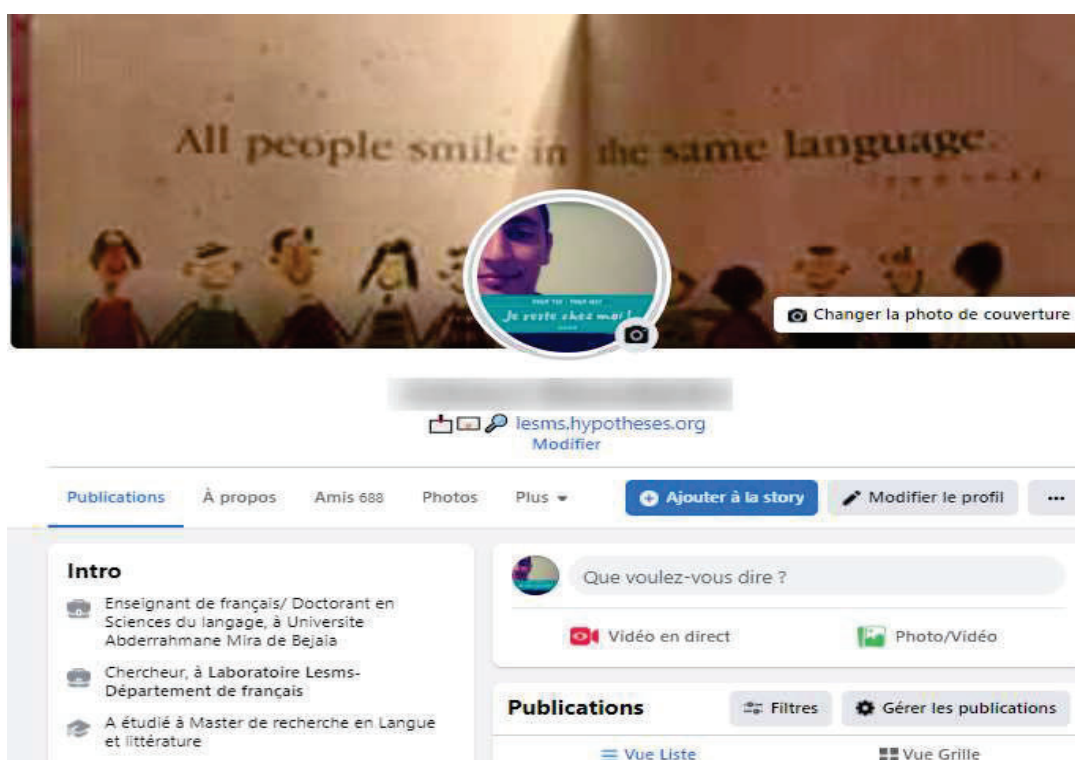 All people smile in the same language.
Je reste chez moi !
Changer la photo de couverture
lesms.hypotheses.org
Modifier
Publications
À propos
Amis 688
Photos
Plus
Ajouter à la story
Modifier le profil
Intro
Enseignant de français/ Doctorant en
Sciences du langage, à Universite
Abderrahmane Mira de Bejaïa
Chercheur, à Laboratoire Lesms-
Département de français
A étudié à Master de recherche en Langue
et littérature
Que voulez-vous dire ?
Vidéo en direct
Photo/Vidéo
Publications
Filtres
Gérer les publications
Vue Liste
Vue Grille